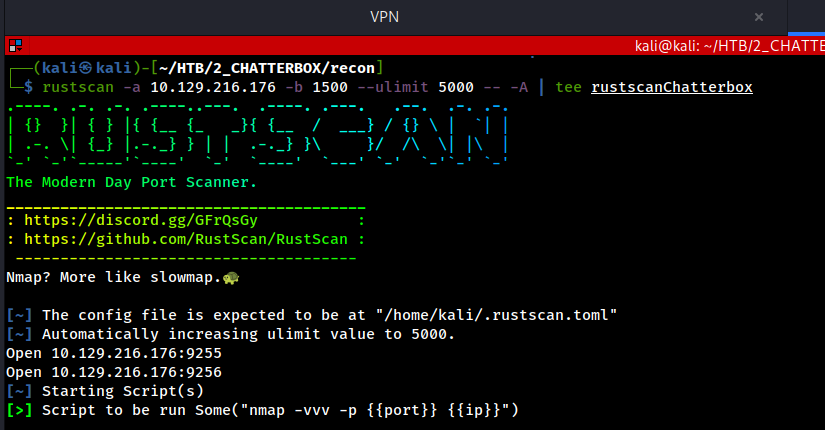 VPN
kali@kali: ~/HTB/2_CHATTE
┌──(kali㉿kali)-[~/HTB/2_CHATTERBOX/recon]
└─$ rustscan -a 10.129.216.176 -b 1500 --ulimit 5000 -- -A | tee rustscanChatterbox
.----. .-. .-. .----..---.  .----. .---.   .--.  .-. .-.
| {}  }| { } |{ {__ {_   _}{ {__  /  ___} / {} \ |  `| |
| .-. \| {_} |.-._} } | |  .-._} }\     }/  /\  \| |\  |
`-' `-'`-----'`----'  `-'  `----'  `---' `-'  `-'`-' `-'
The Modern Day Port Scanner.
________________________________________
: https://discord.gg/GFrQsGy           :
: https://github.com/RustScan/RustScan :
 --------------------------------------
Nmap? More like slowmap.🐢
[~] The config file is expected to be at "/home/kali/.rustscan.toml"
[~] Automatically increasing ulimit value to 5000.
Open 10.129.216.176:9255
Open 10.129.216.176:9256
[~] Starting Script(s)
[>] Script to be run Some("nmap -vvv -p {{port}} {{ip}}")